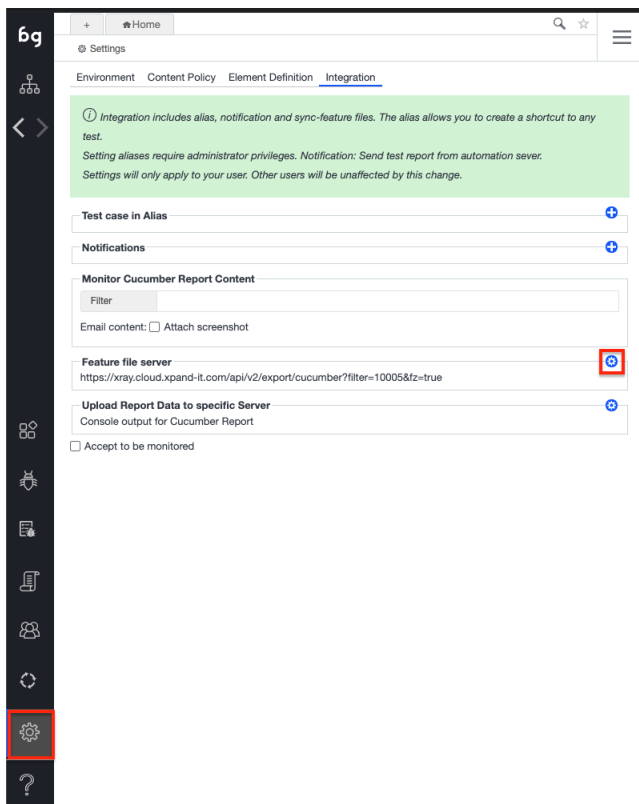 бg
+
Home
Settings
Environment Content Policy Element Definition Integration
Integration includes alias, notification and sync-feature files. The alias allows you to create a shortcut to any
test.
Setting aliases require administrator privileges. Notification: Send test report from automation sever.
Settings will only apply to your user. Other users will be unaffected by this change.
Test case in Alias
Notifications
Monitor Cucumber Report Content
Filter
Email content: Attach screenshot
Feature file server
https://xray.cloud.xpand-it.com/api/v2/export/cucumber?filter=10005&fz=true
Upload Report Data to specific Server
Console output for Cucumber Report
Accept to be monitored